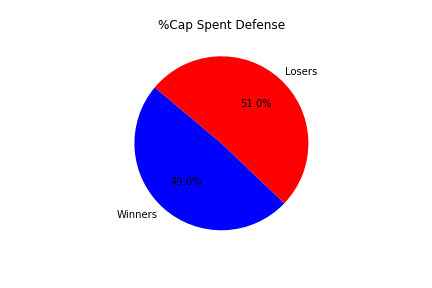 %Cap Spent Defense
Losers
51.0%
49.0%
Winners